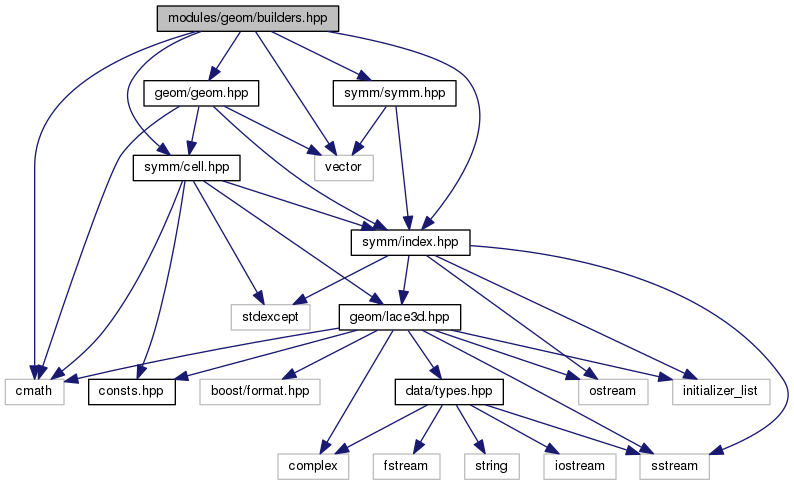 modules/geom/builders.hpp
geom/geom.hpp
symm/symm.hpp
symm/cell.hpp
vector
symm/index.hpp
stdexcept
geom/lace3d.hpp
cmath
consts.hpp
boost/format.hpp
data/types.hpp
ostream
initializer_list
complex
fstream
string
iostream
sstream